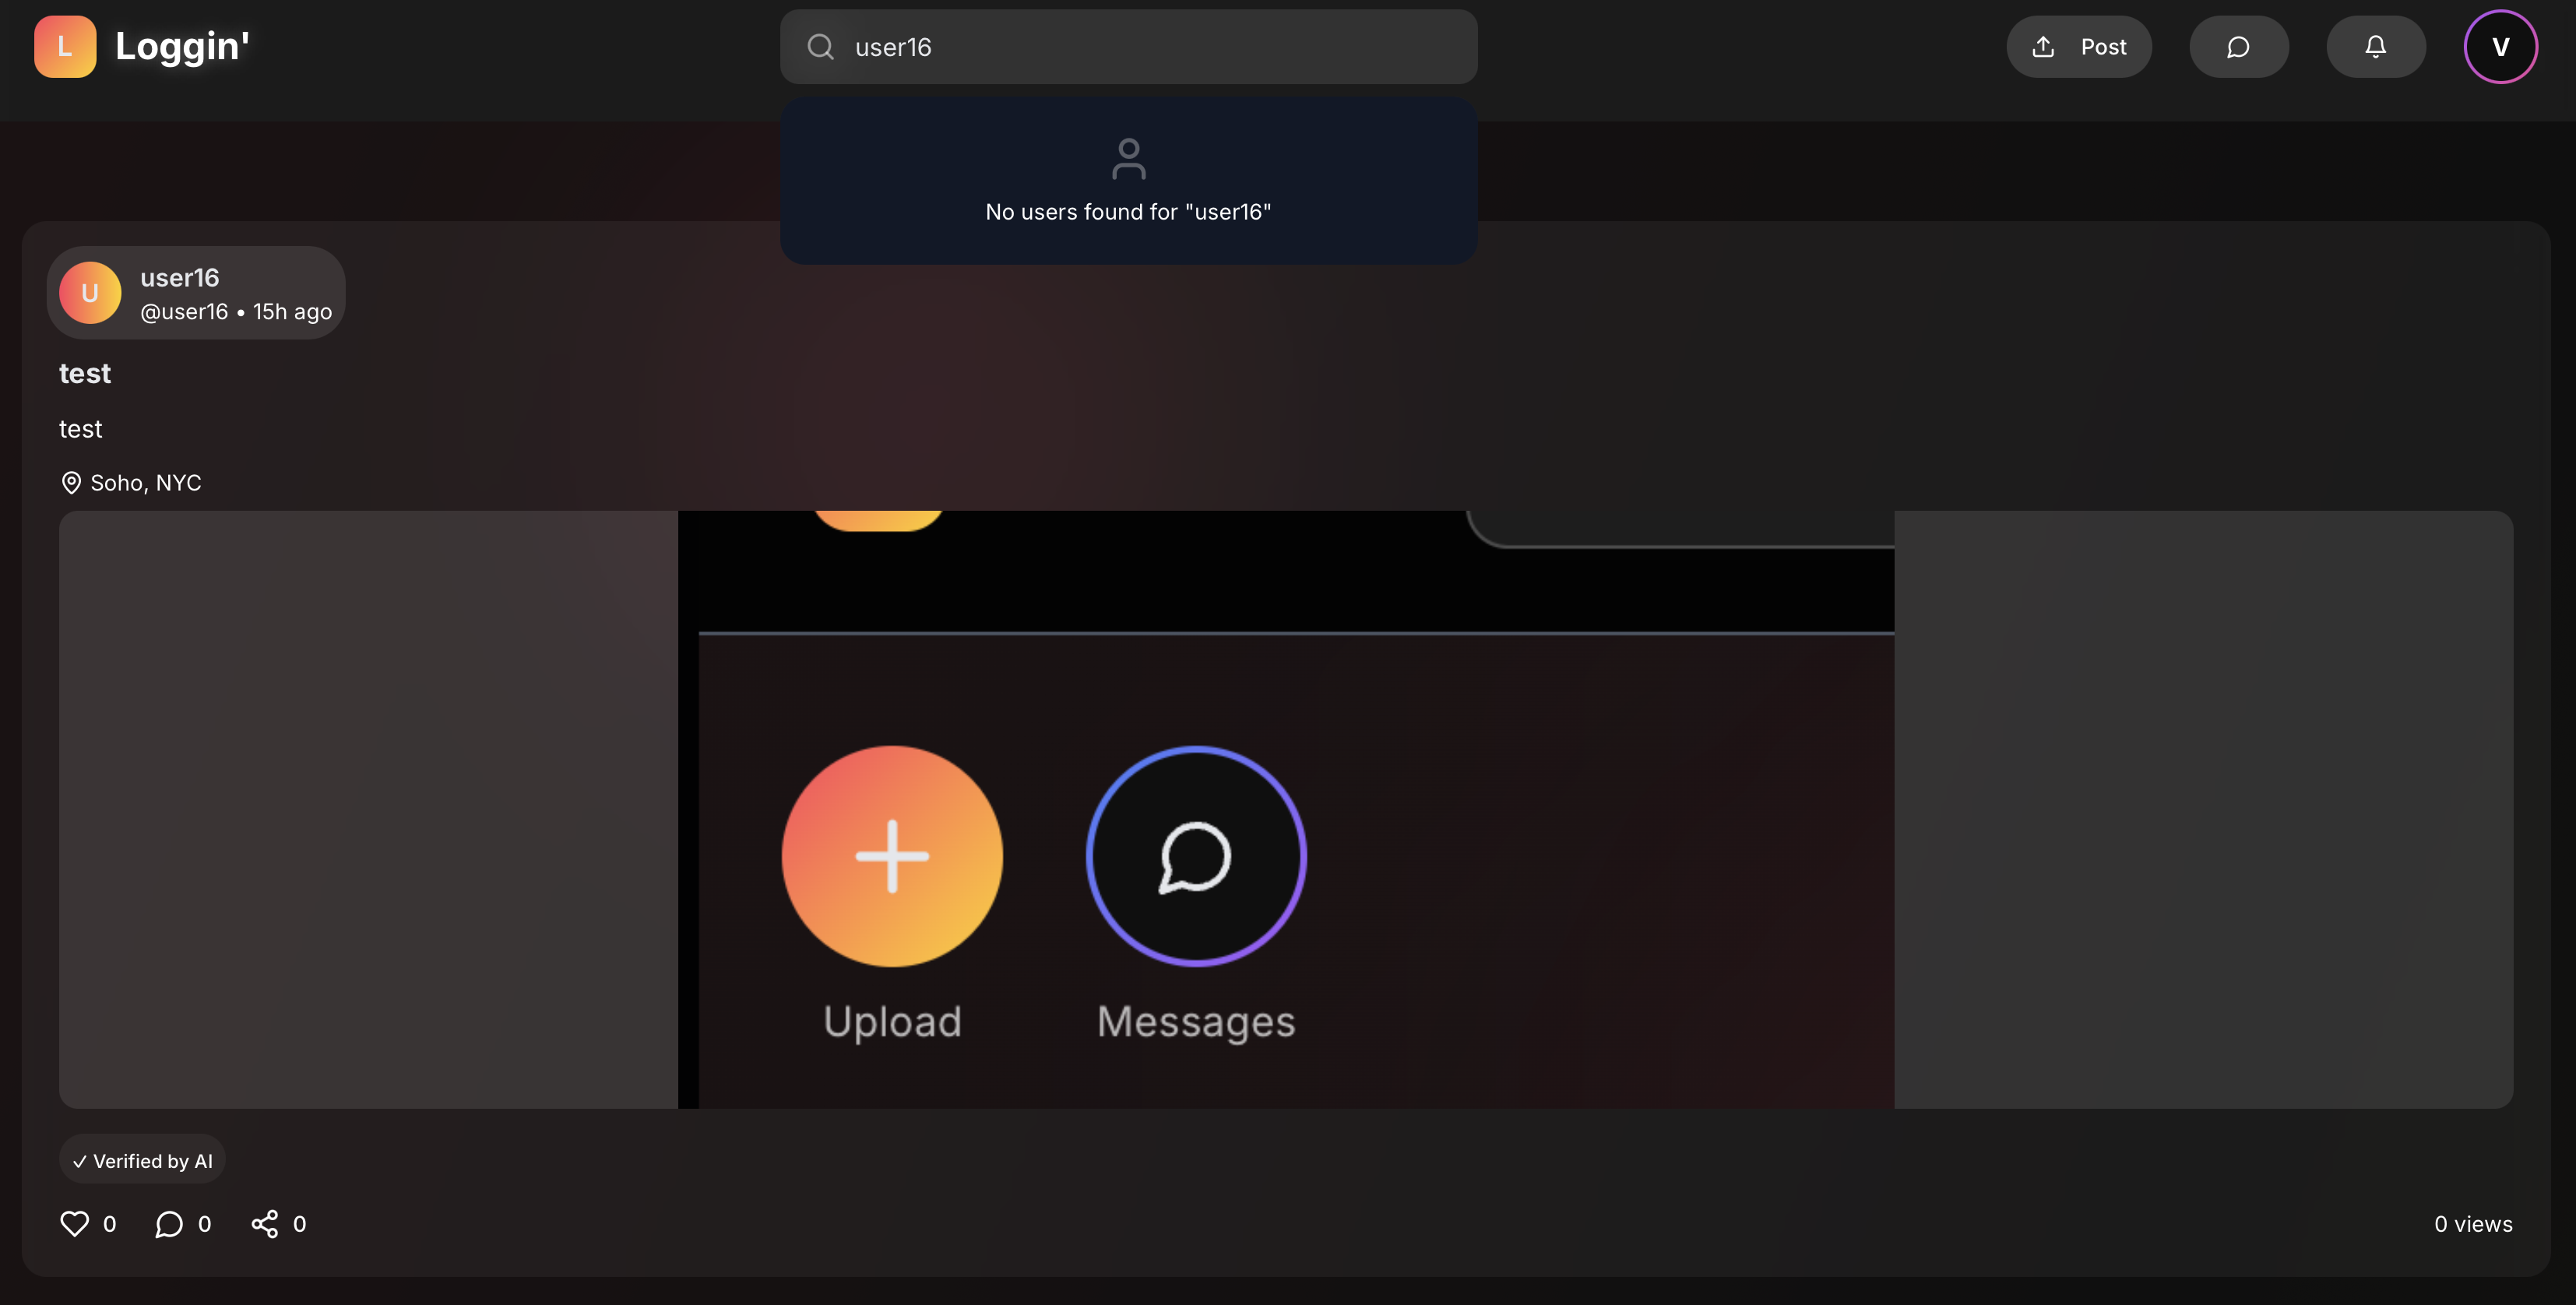 L
Loggin'
user16
Post
V
No users found for "user16"
U
user16
@user16 • 15h ago
test
test
Soho, NYC
Upload
Messages
✓ Verified by AI
0
0
0
0 views